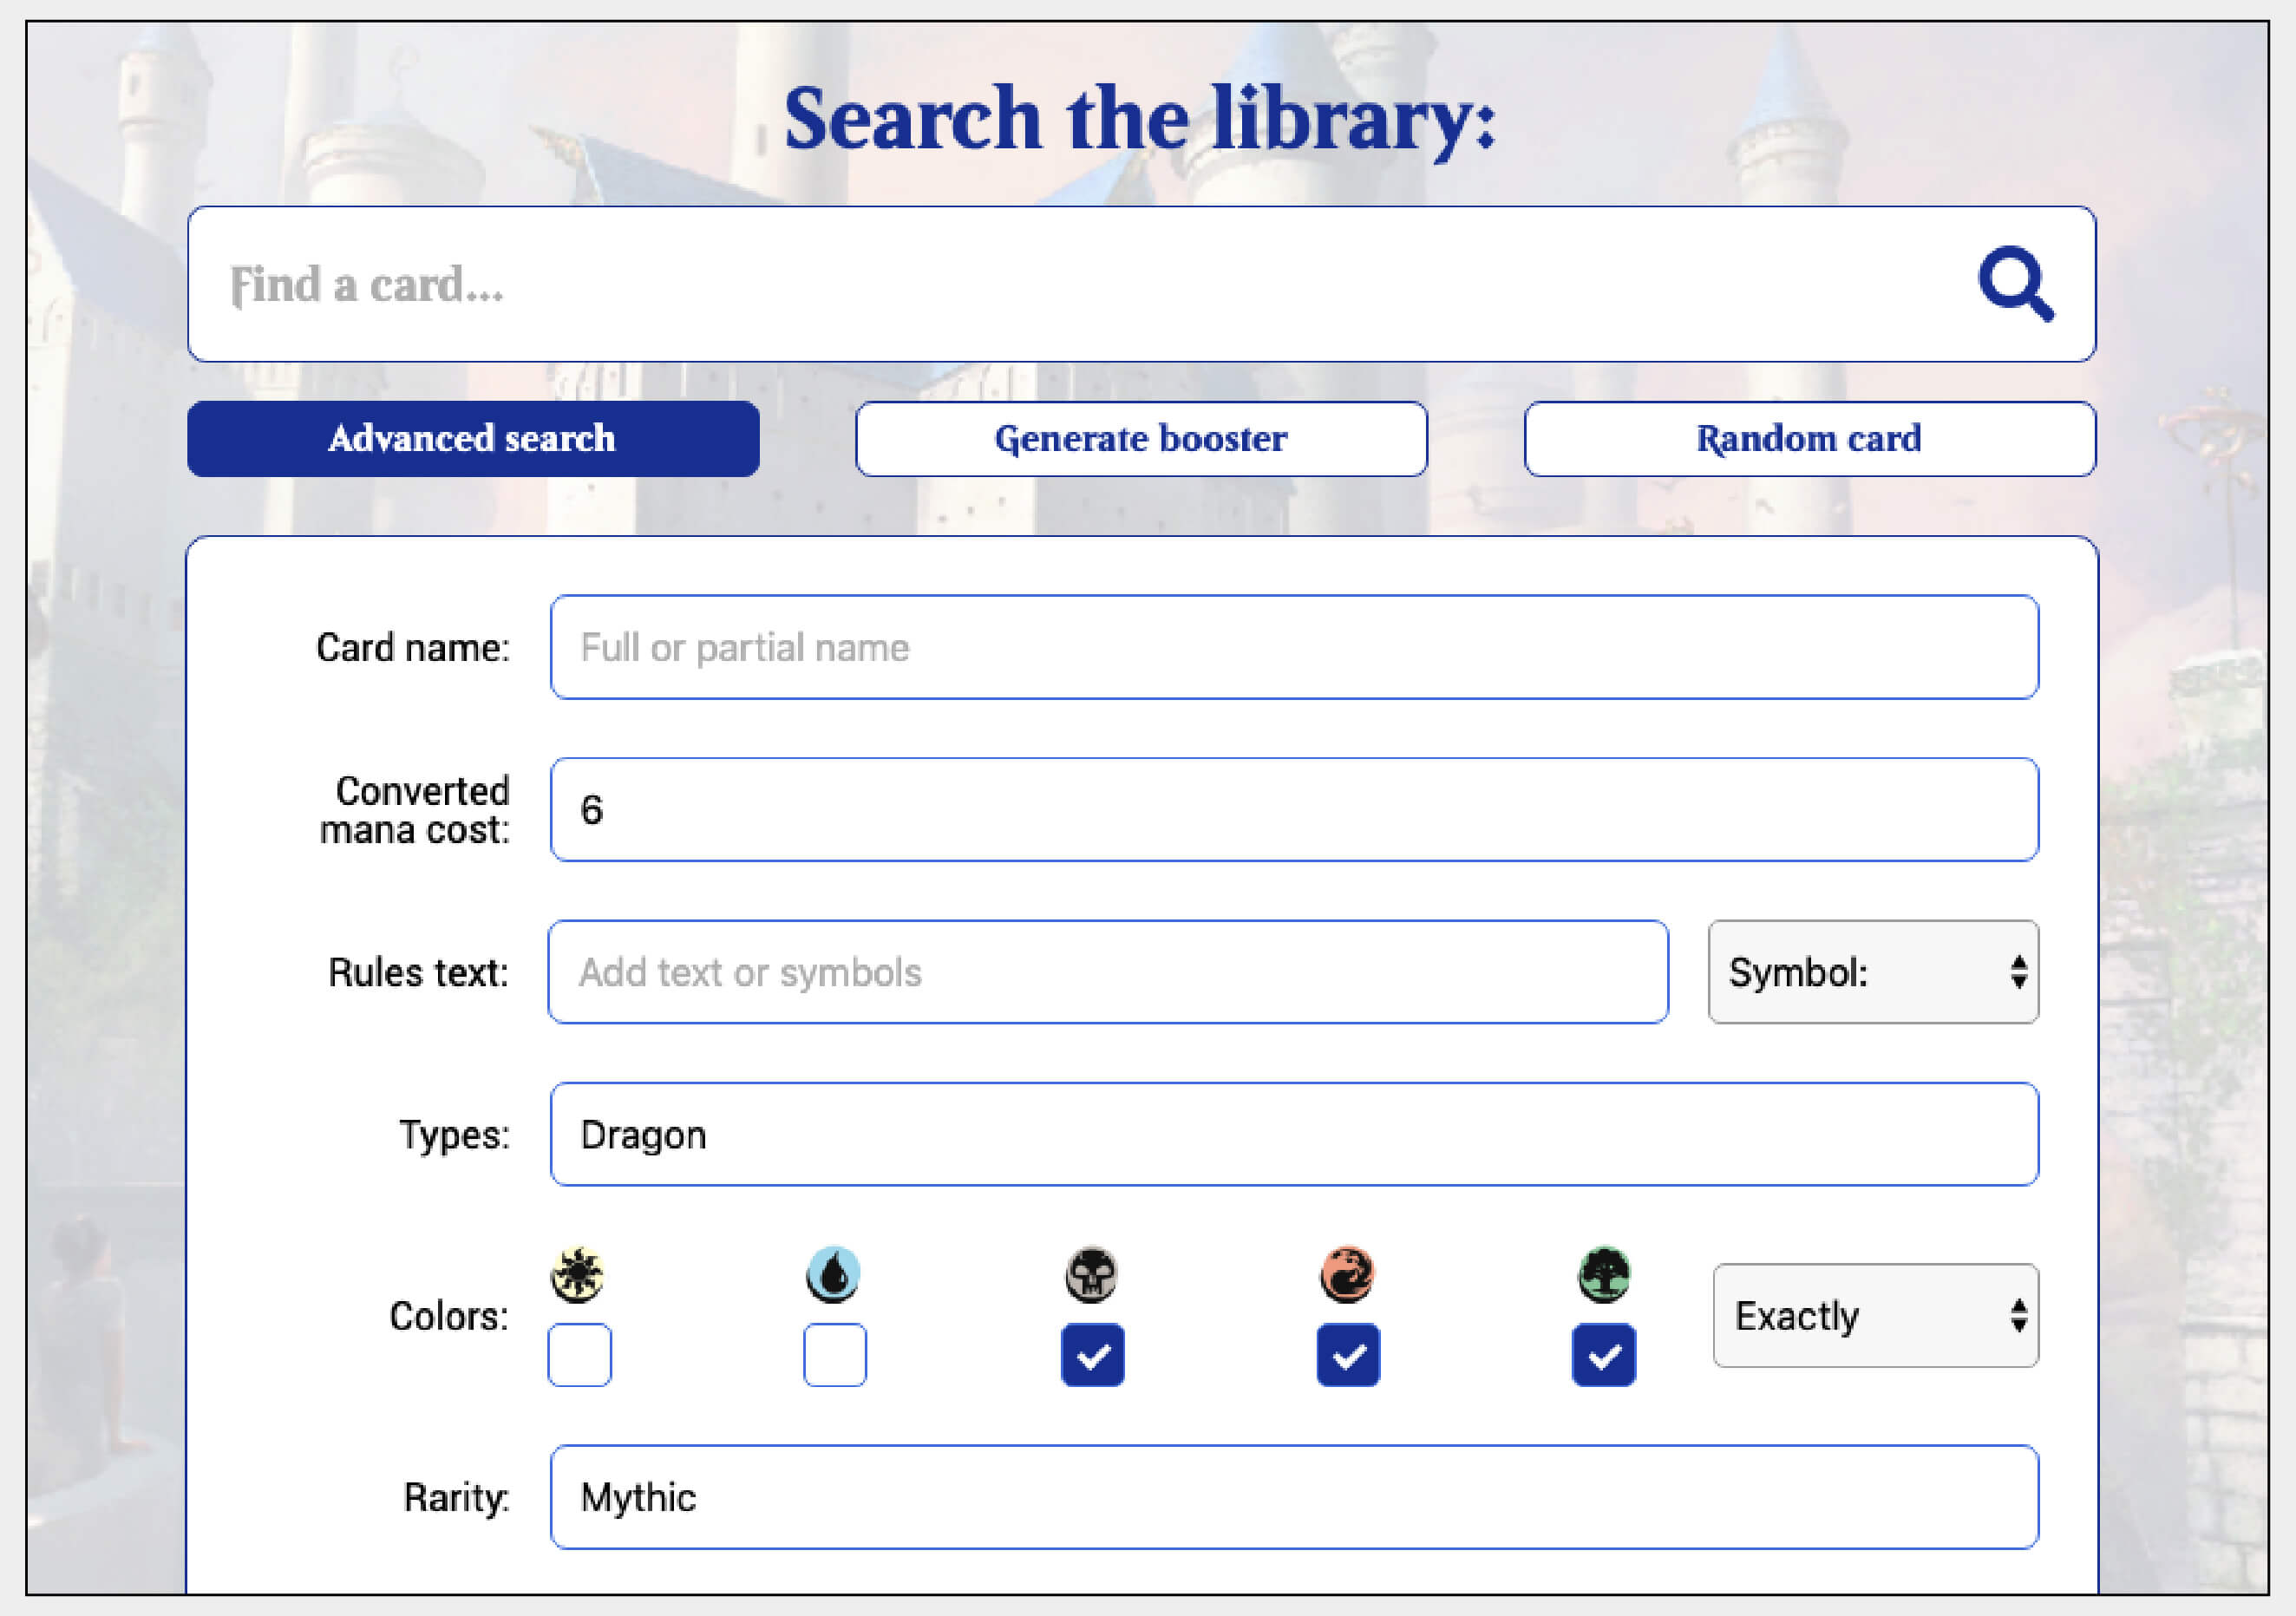 Search the library:
Find a card...
Advanced search
Generate booster
Random card
Card name:
Full or partial name
Converted
mana cost:
6
Rules text:
Add text or symbols
Symbol:
Types:
Dragon
Colors:
Exactly
Rarity:
Mythic